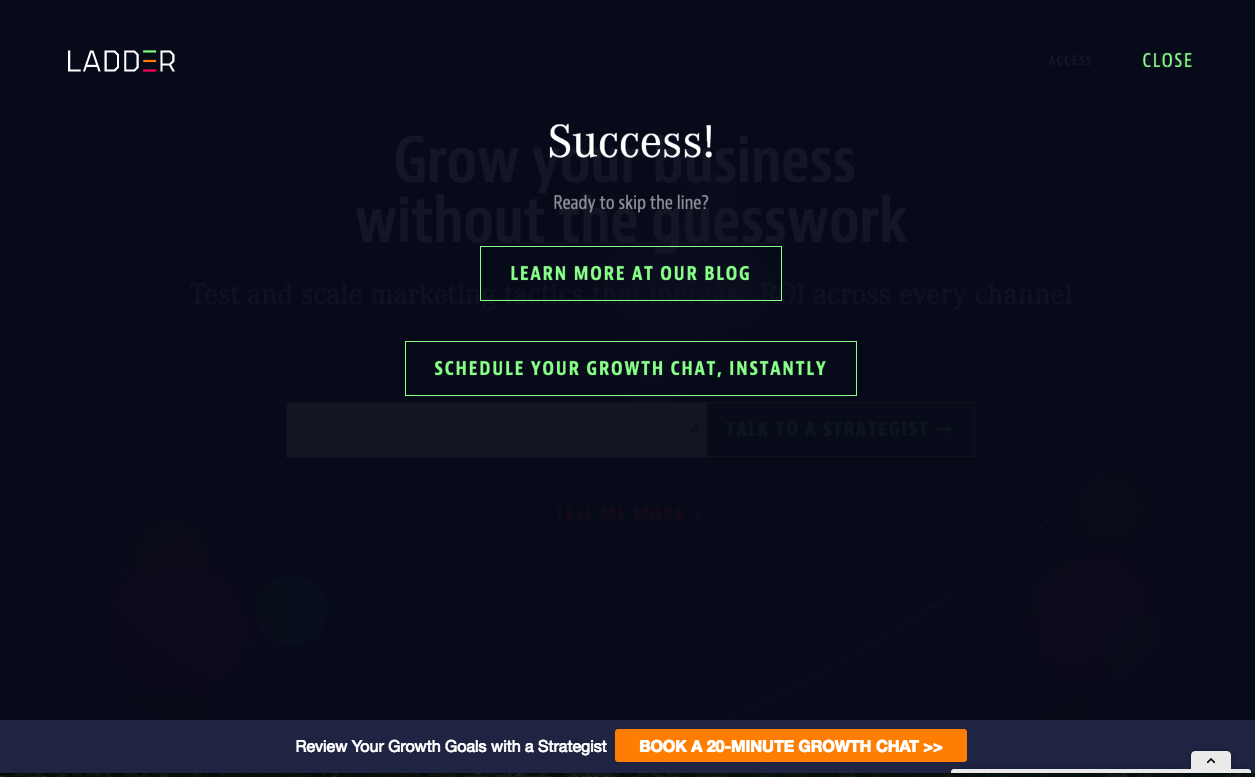 LADDER
ACCESS
CLOSE
Success!
Grow your business
Ready to skip the line?
without the guesswork
LEARN MORE AT OUR BLOG
Test and scale marketing tactics that increase ROI across every channel
SCHEDULE YOUR GROWTH CHAT, INSTANTLY
TALK TO A STRATEGIST →
TELL ME MORE ↓
Review Your Growth Goals with a Strategist
BOOK A 20-MINUTE GROWTH CHAT >>